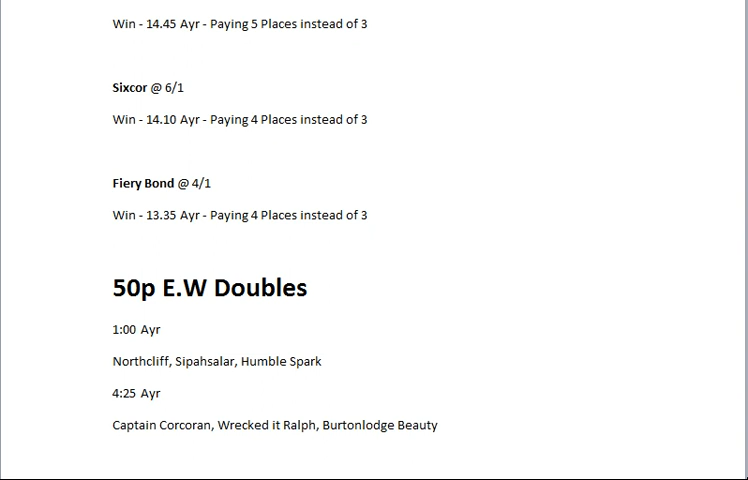 Win - 14.45 Ayr - Paying 5 Places instead of 3
Sixcor @ 6/1
Win - 14.10 Ayr - Paying 4 Places instead of 3
Fiery Bond @ 4/1
Win - 13.35 Ayr - Paying 4 Places instead of 3
50p E.W Doubles
1:00 Ayr
Northcliff, Sipahsalar, Humble Spark
4:25 Ayr
Captain Corcoran, Wrecked it Ralph, Burtonlodge Beauty